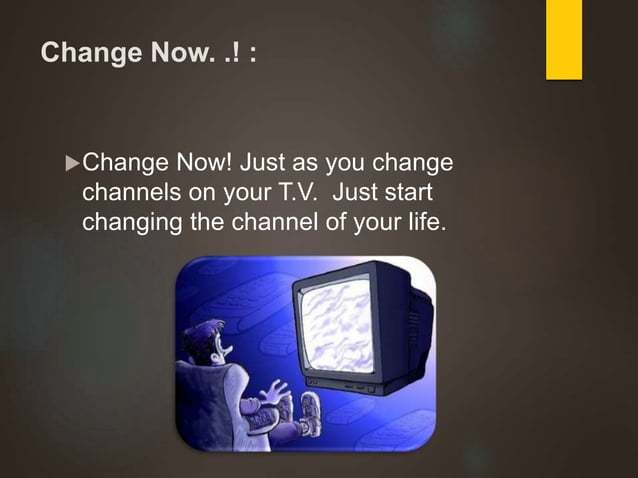 Change Now. .! :
Change Now! Just as you change
channels on your T.V.  Just start
changing the channel of your life.